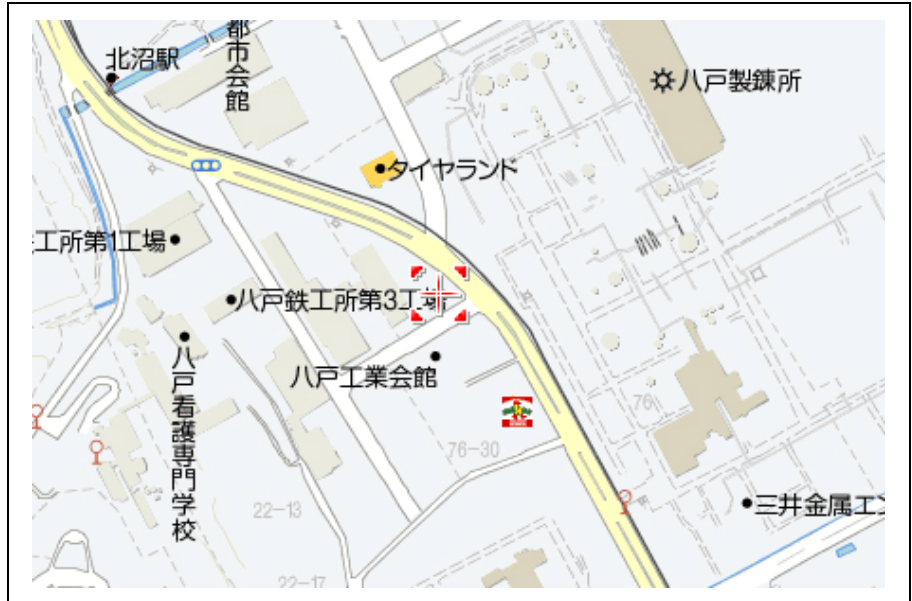 都市会館
北沼駅
八戸製錬所
タイヤランド
工所第1工場
八戸鉄工所第3工場
八戸工業会館
八戸看護専門学校
76
76-30
22-13
三井金属エン
22-17